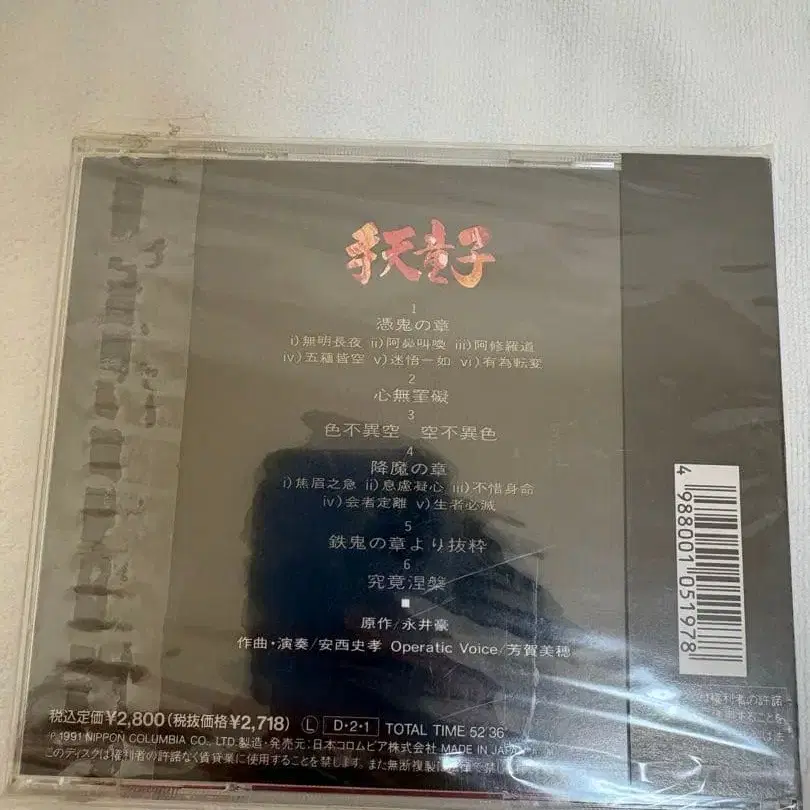 手天童子
1
憑鬼の章
i)無明長夜 ii)阿鼻叫喚 iii)阿修羅道
iv)五蘊皆空 v)迷悟一如 vi)有為転変
2
心無罣礙
3
色不異空 空不異色
4
降魔の章
i)焦眉之急 ii)息慮凝心 iii)不惜身命
iv)会者定離 v)生者必滅
5
鉄鬼の章より抜粋
6
究竟涅槃
■
原作/永井豪
作曲・演奏/安西史孝 Operatic Voice/芳賀美穂
税込定価¥2,800(税抜価格¥2,718) Ⓛ D・2・1 TOTAL TIME 52'36
℗1991 NIPPON COLUMBIA CO., LTD. 製造・発売元:日本コロムビア株式会社 MADE IN JAPAN
このディスクは権利者の許諾なく賃貸業に使用することを禁じます。また無断複製は
4 988001 051978